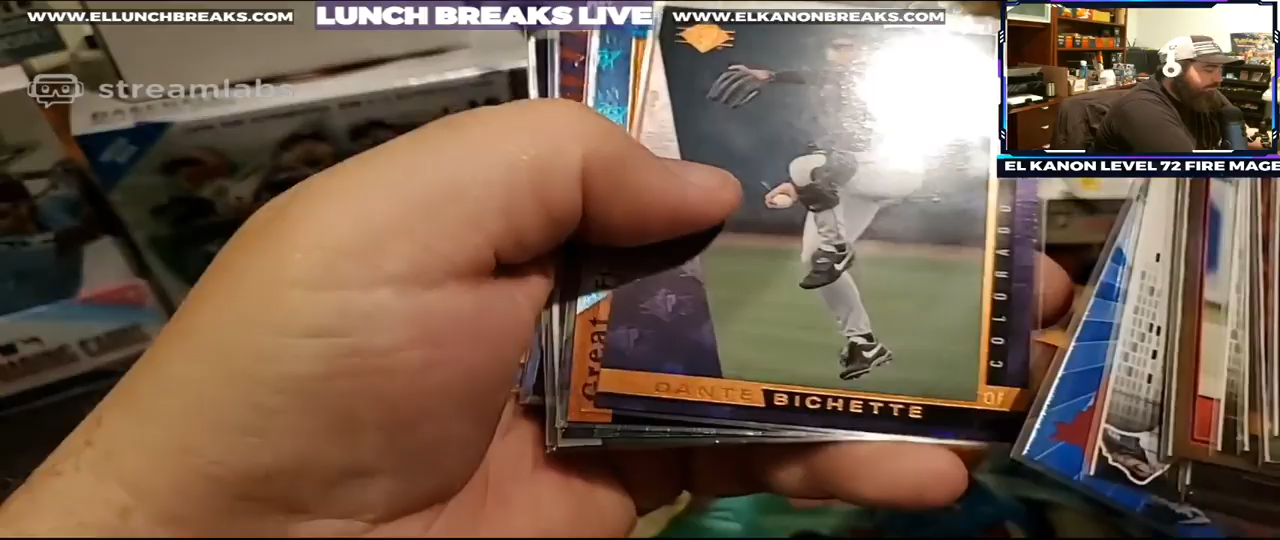 WWW.ELLUNCHBREAKS.COM
LUNCH BREAKS LIVE
WWW.ELKANONBREAKS.COM
streamlabs
EL KANON LEVEL 72 FIRE MAGE
COLORADO
Great
DANTE BICHETTE
OF